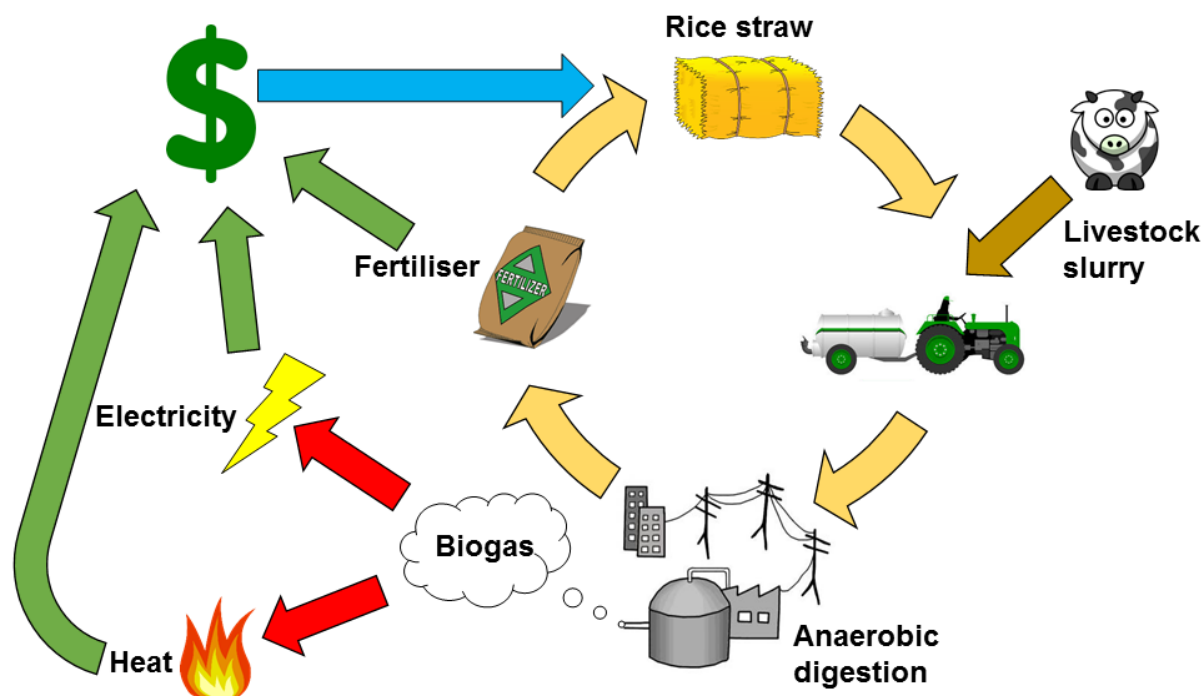 Rice straw
$
Livestock
slurry
Fertiliser
FERTILIZER
Electricity
Biogas
Anaerobic
digestion
Heat